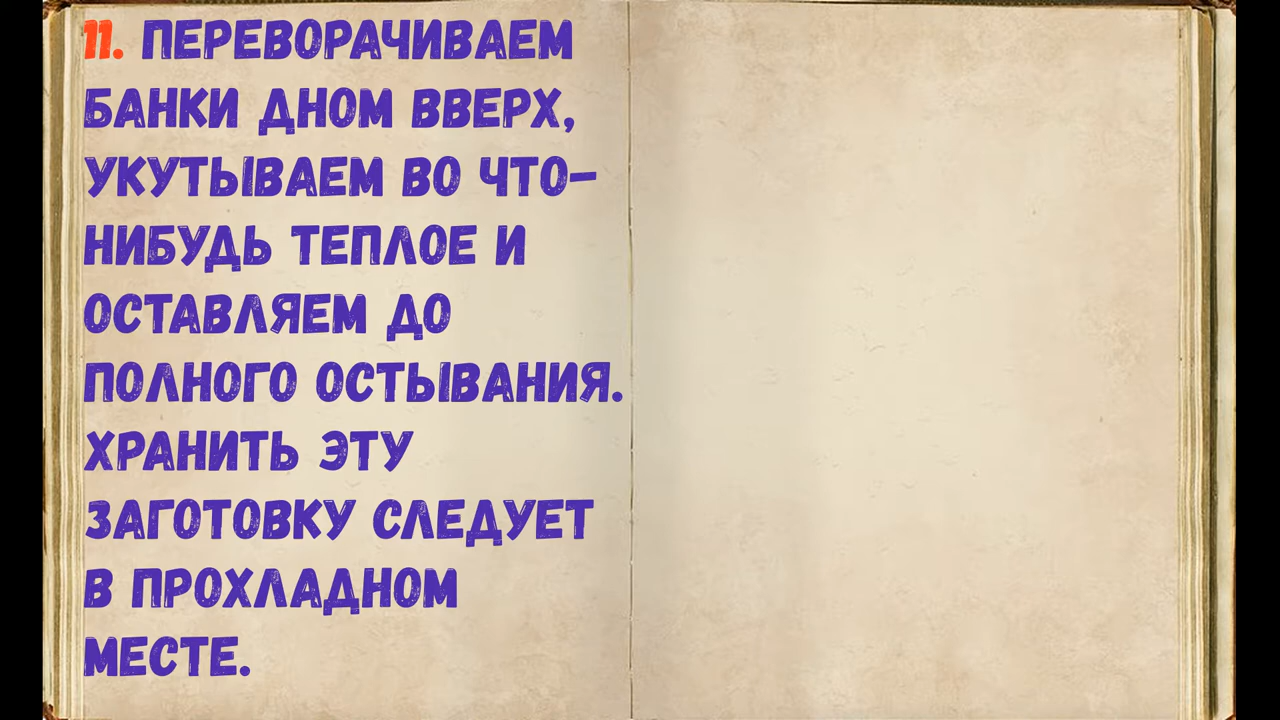 11. ПЕРЕВОРАЧИВАЕМ
БАНКИ ДНОМ ВВЕРХ,
УКУТЫВАЕМ ВО ЧТО-
НИБУДЬ ТЕПЛОЕ И
ОСТАВЛЯЕМ ДО
ПОЛНОГО ОСТЫВАНИЯ.
ХРАНИТЬ ЭТУ
ЗАГОТОВКУ СЛЕДУЕТ
В ПРОХЛАДНОМ
МЕСТЕ.